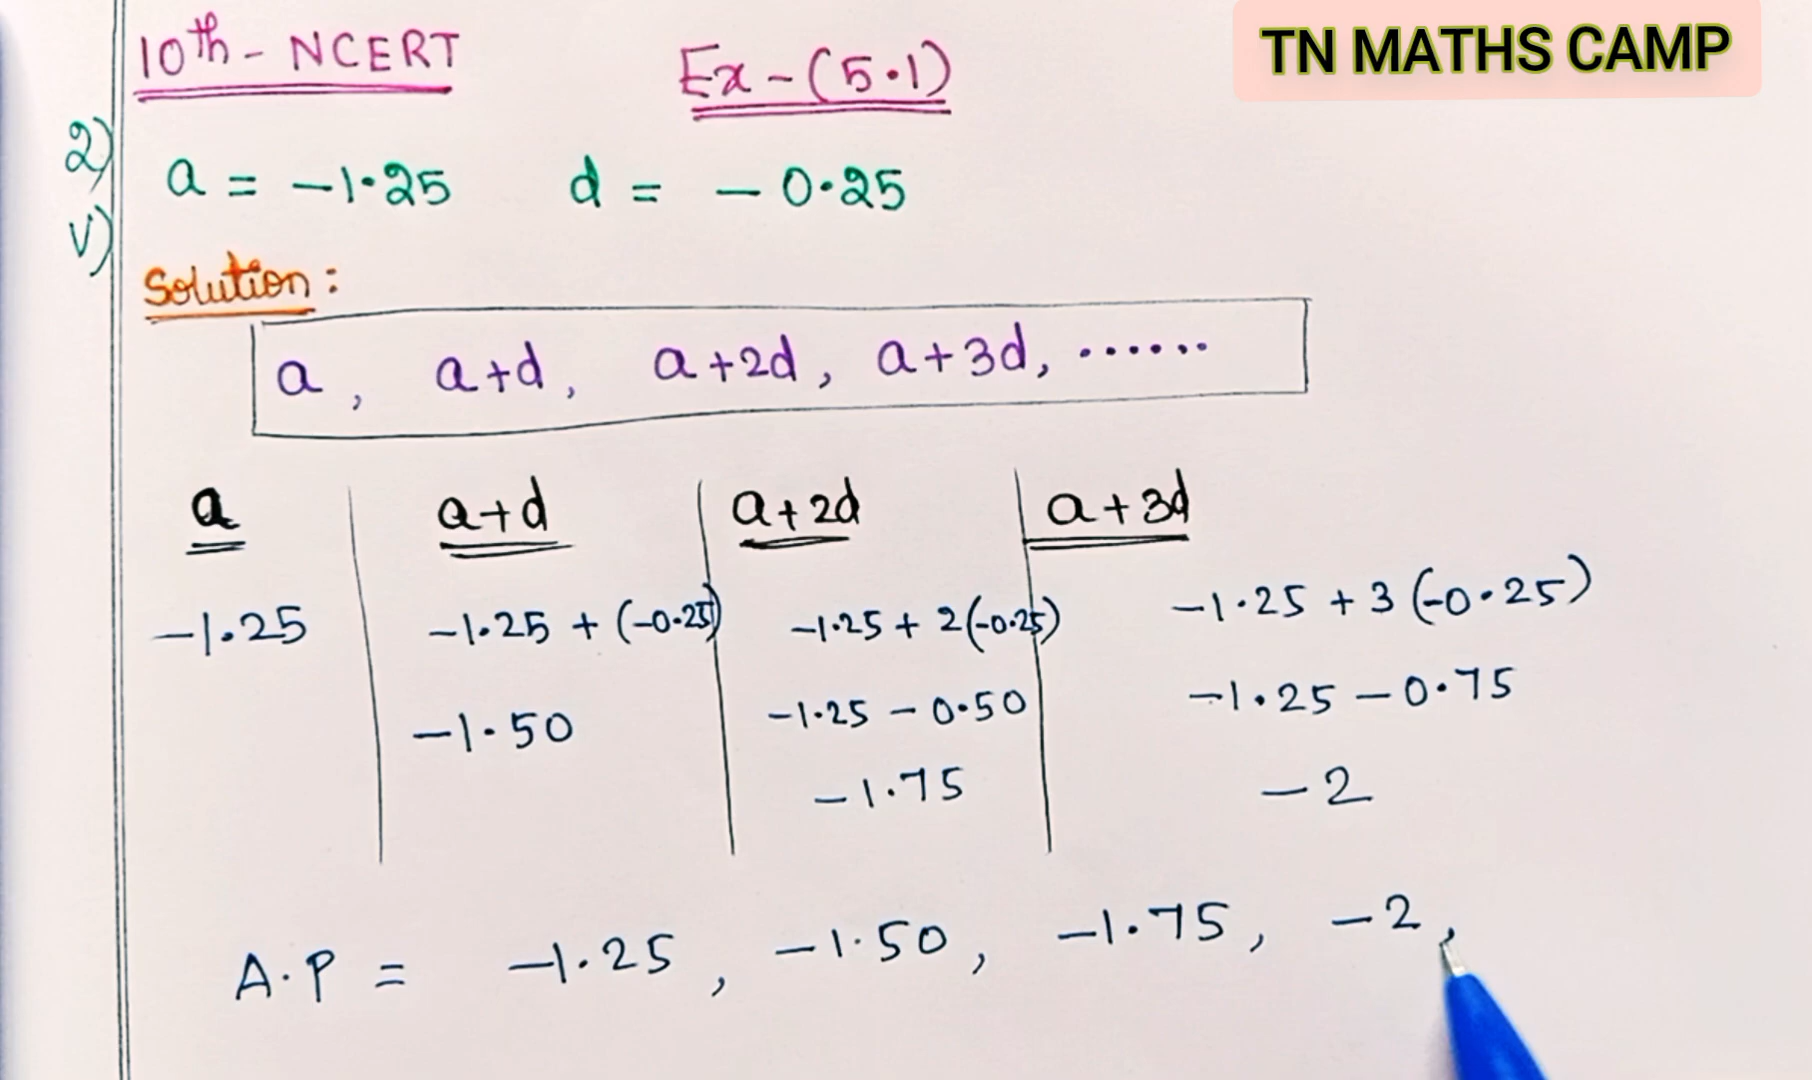 10th - NCERT Ex - (5.1)
TN MATHS CAMP
2) a = -1.25 d = -0.25
v)
Solution:
a, a+d, a+2d, a+3d, ......
a a+d a+2d a+3d
-1.25 -1.25 + (-0.25) -1.25 + 2(-0.25) -1.25 + 3(-0.25)
-1.50 -1.25 - 0.50 -1.25 - 0.75
-1.75 -2
A.P = -1.25, -1.50, -1.75, -2,